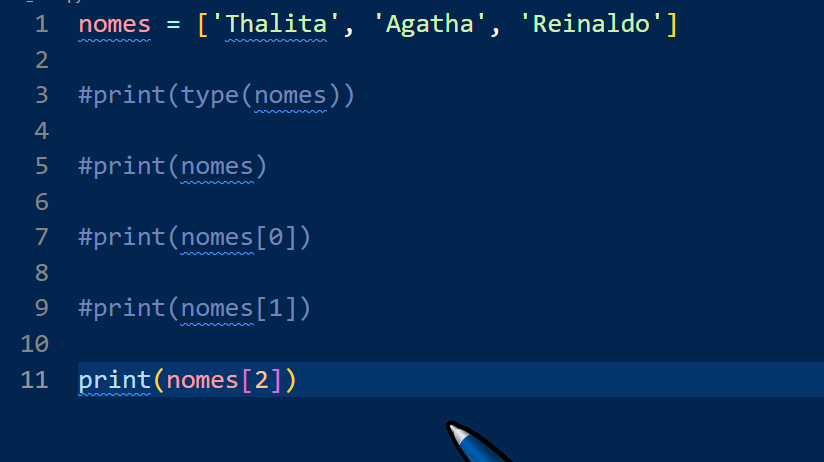 1 nomes = ['Thalita', 'Agatha', 'Reinaldo']
2
3 #print(type(nomes))
4
5 #print(nomes)
6
7 #print(nomes[0])
8
9 #print(nomes[1])
10
11 print(nomes[2])